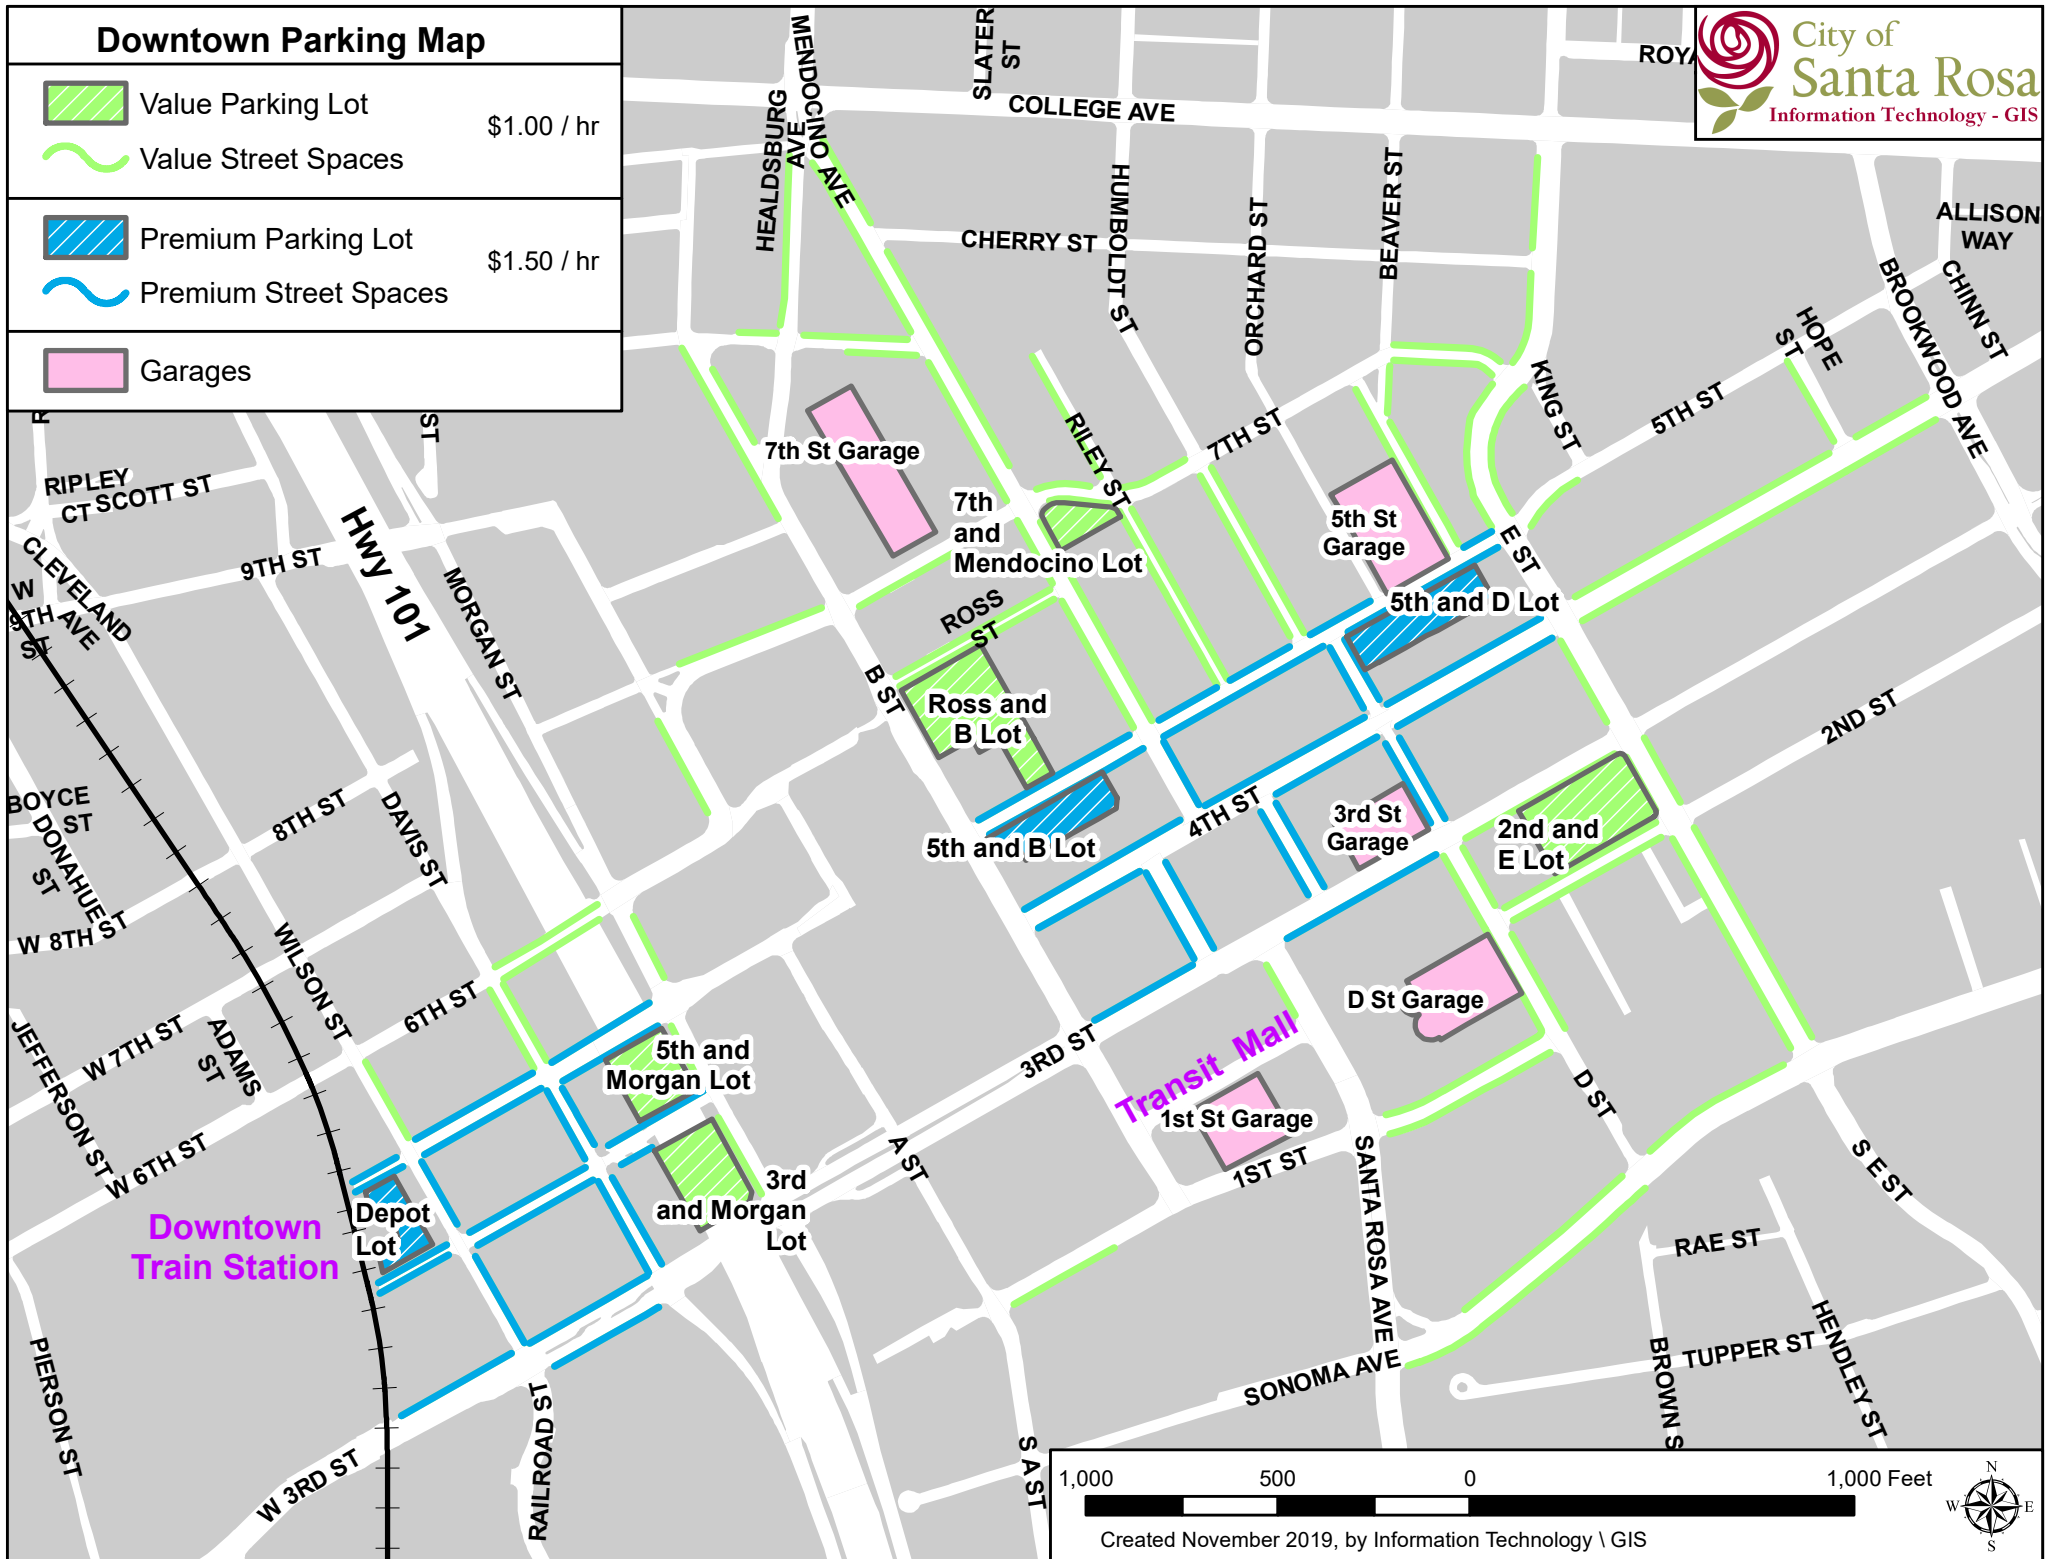 Downtown Parking Map
Value Parking Lot
$1.00 / hr
Value Street Spaces
Premium Parking Lot
$1.50 / hr
Premium Street Spaces
Garages
City of
Santa Rosa
Information Technology - GIS
MENDOCINO AVE
SLATER
ST
COLLEGE AVE
HEALDSBURG
AVE
HUMBOLDT ST
ORCHARD ST
BEAVER ST
CHERRY ST
ALLISON
WAY
CHINN ST
BROOKWOOD AVE
HOPE
ST
KING ST
5TH ST
7TH ST
RILEY ST
ST
RIPLEY
CT
SCOTT ST
9TH ST
Hwy 101
MORGAN ST
CLEVELAND
AVE
W
9TH
ST
7th St Garage
7th
and
Mendocino Lot
5th St
Garage
E ST
5th and D Lot
ROSS
ST
B ST
Ross and
B Lot
2ND ST
BOYCE
ST
DONAHUE
ST
ST
W 8TH
8TH ST
DAVIS ST
5th and B Lot
4TH ST
3rd St
Garage
2nd and
E Lot
WILSON ST
6TH ST
W 7TH ST
ADAMS
ST
JEFFERSON ST
W 6TH ST
5th and
Morgan Lot
3RD ST
Transit Mall
D St Garage
1st St Garage
1ST ST
D ST
A ST
3rd
and Morgan
Lot
Depot
Lot
Downtown
Train Station
SANTA ROSA AVE
S E ST
RAE ST
HENDLEY ST
TUPPER ST
BROWN S
SONOMA AVE
PIERSON ST
W 3RD ST
RAILROAD ST
S A ST
1,000
500
0
1,000 Feet
N
W
E
S
Created November 2019, by Information Technology \ GIS